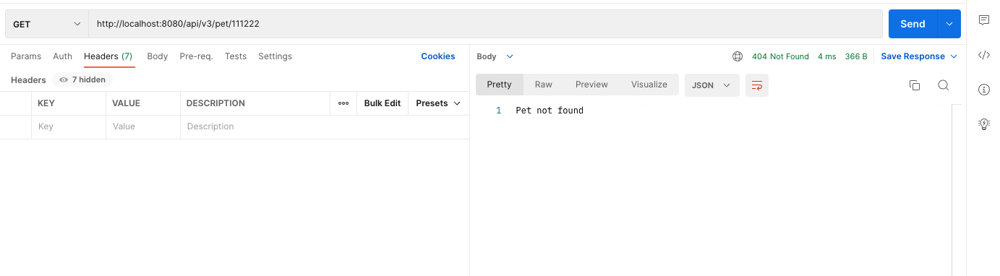 GET http://localhost:8080/api/v3/pet/111222 Send
Params Auth Headers (7) Body Pre-req. Tests Settings Cookies
Headers 7 hidden
KEY VALUE DESCRIPTION ooo Bulk Edit Presets
Key Value Description
Body 404 Not Found 4 ms 366 B Save Response
Pretty Raw Preview Visualize JSON
1 Pet not found